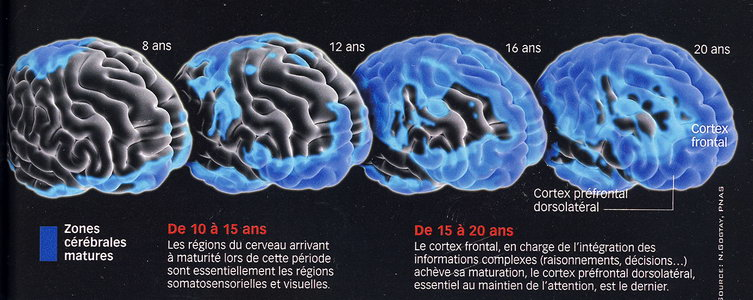 8 ans
12 ans
16 ans
20 ans
Cortex
frontal
Cortex préfrontal
dorsolatéral
Zones
cérébrales
matures
De 10 à 15 ans
Les régions du cerveau arrivant
à maturité lors de cette période
sont essentiellement les régions
somatosensorielles et visuelles.
De 15 à 20 ans
Le cortex frontal, en charge de l'intégration des
informations complexes (raisonnements, décisions...)
achève sa maturation, le cortex préfrontal dorsolatéral,
essentiel au maintien de l'attention, est le dernier.
SOURCE: N.GOGTAY, PNAS